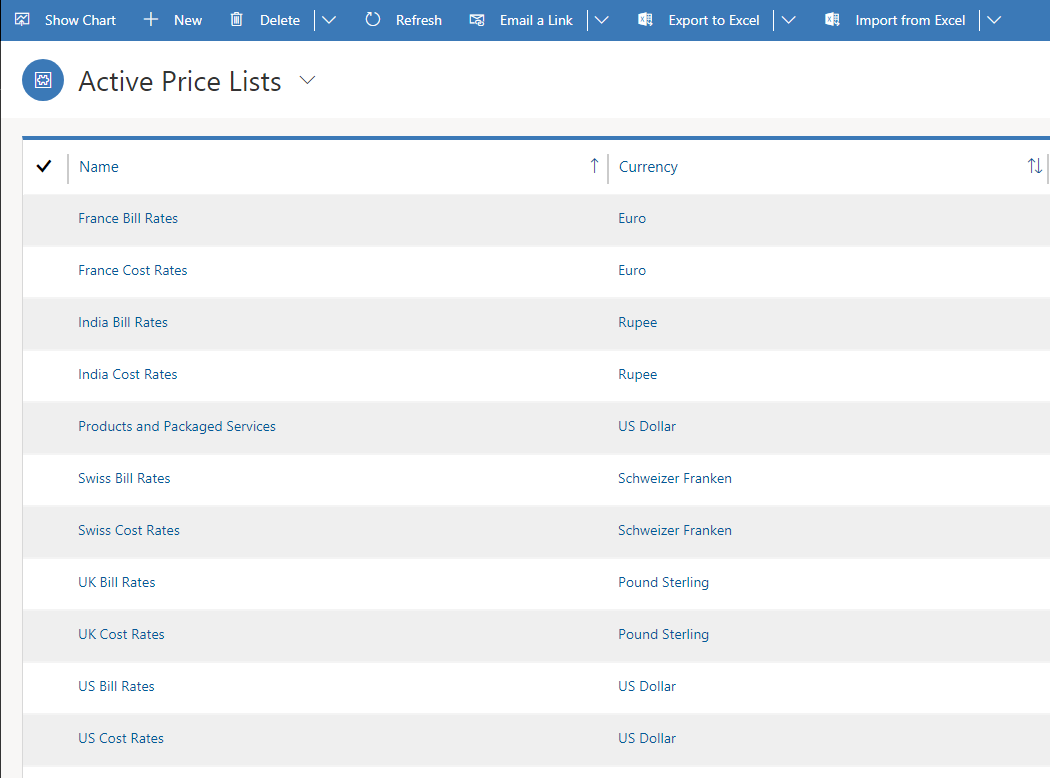 Show Chart New Delete Refresh Email a Link Export to Excel Import from Excel
Active Price Lists
Name Currency
France Bill Rates Euro
France Cost Rates Euro
India Bill Rates Rupee
India Cost Rates Rupee
Products and Packaged Services US Dollar
Swiss Bill Rates Schweizer Franken
Swiss Cost Rates Schweizer Franken
UK Bill Rates Pound Sterling
UK Cost Rates Pound Sterling
US Bill Rates US Dollar
US Cost Rates US Dollar